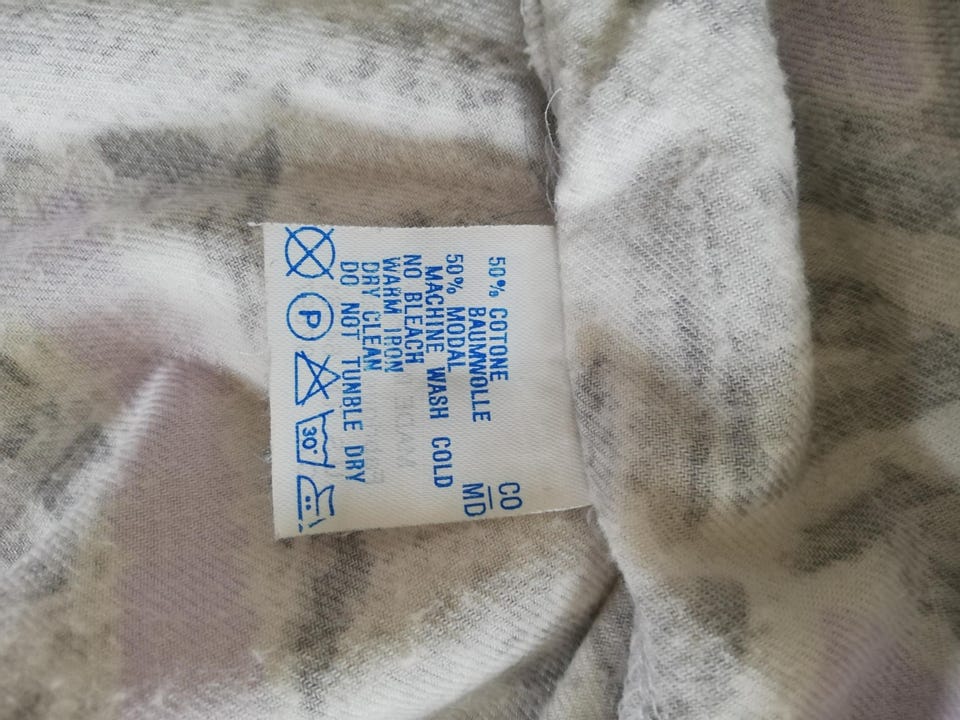 50% COTONE CO
BAUMWOLLE
50% MODAL MD
MACHINE WASH COLD
NO BLEACH
WARM IRON
DRY CLEAN
DO NOT TUMBLE DRY
P 30°